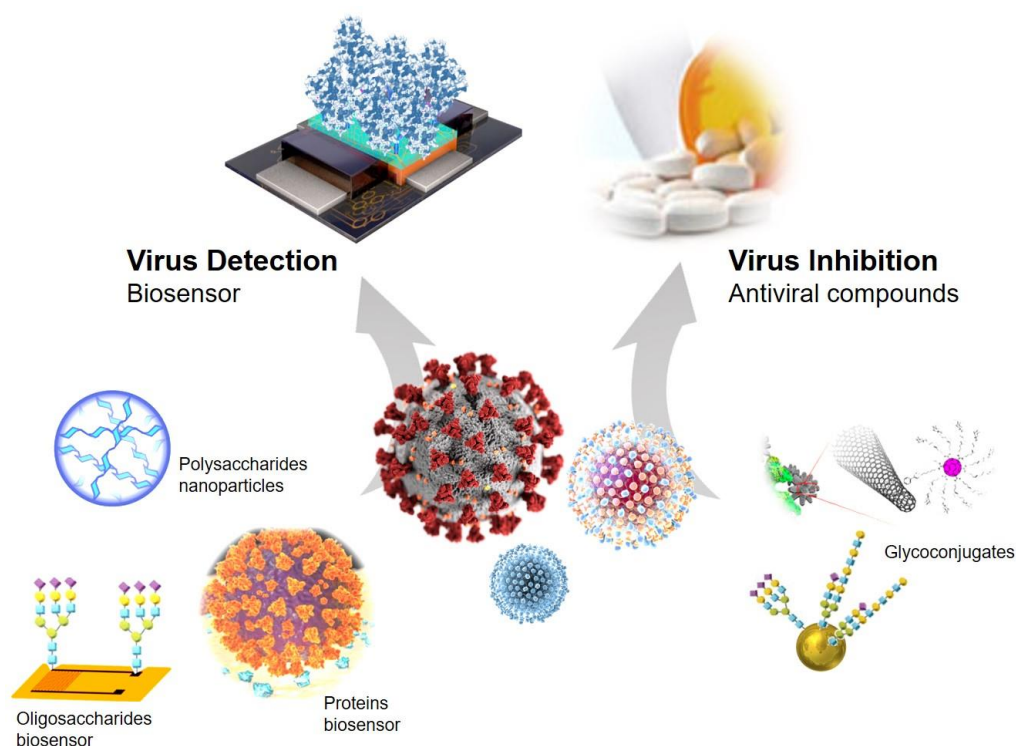 Virus Detection
Biosensor
Virus Inhibition
Antiviral compounds
Polysaccharides
nanoparticles
Glycoconjugates
Proteins
biosensor
Oligosaccharides
biosensor